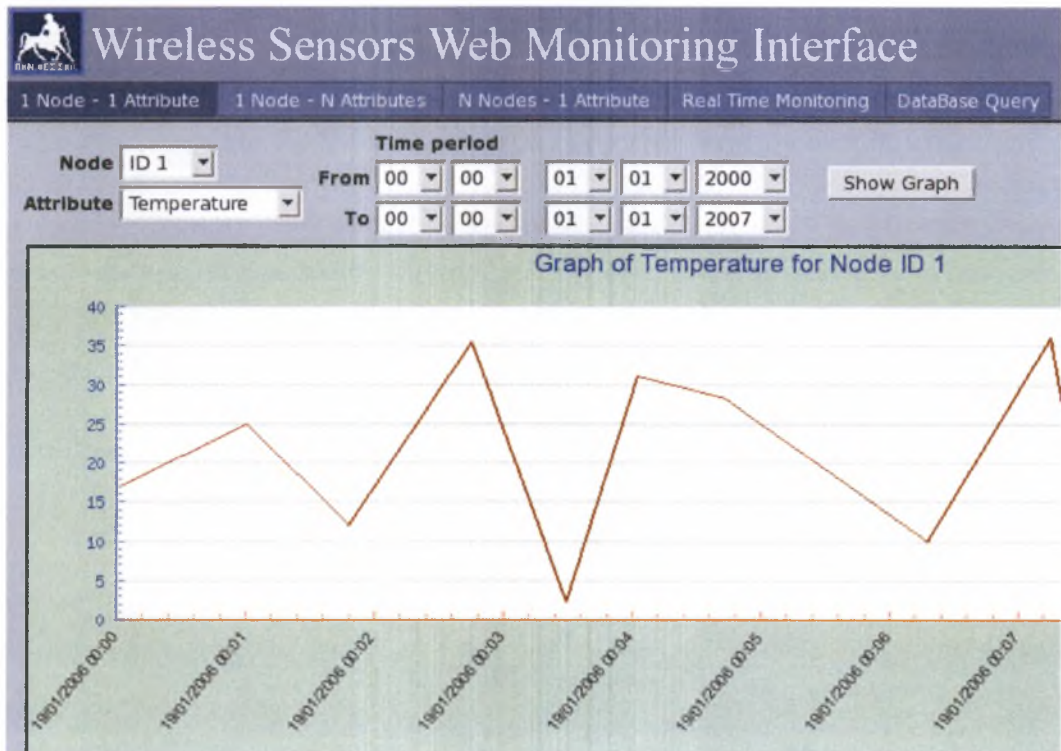 Wireless Sensors Web Monitoring Interface
1 Node - 1 Attribute 1 Node - N Attributes N Nodes - 1 Attribute Real Time Monitoring DataBase Query
Time period
Node ID 1
From 00 00 01 01 2000
Show Graph
Attribute Temperature
To 00 00 01 01 2007
Graph of Temperature for Node ID 1
40
35
30
25
20
15
10
5
0
19/01/2006 00:00
19/01/2006 00:01
19/01/2006 00:02
19/01/2006 00:03
19/01/2006 00:04
19/01/2006 00:05
19/01/2006 00:06
19/01/2006 00:07